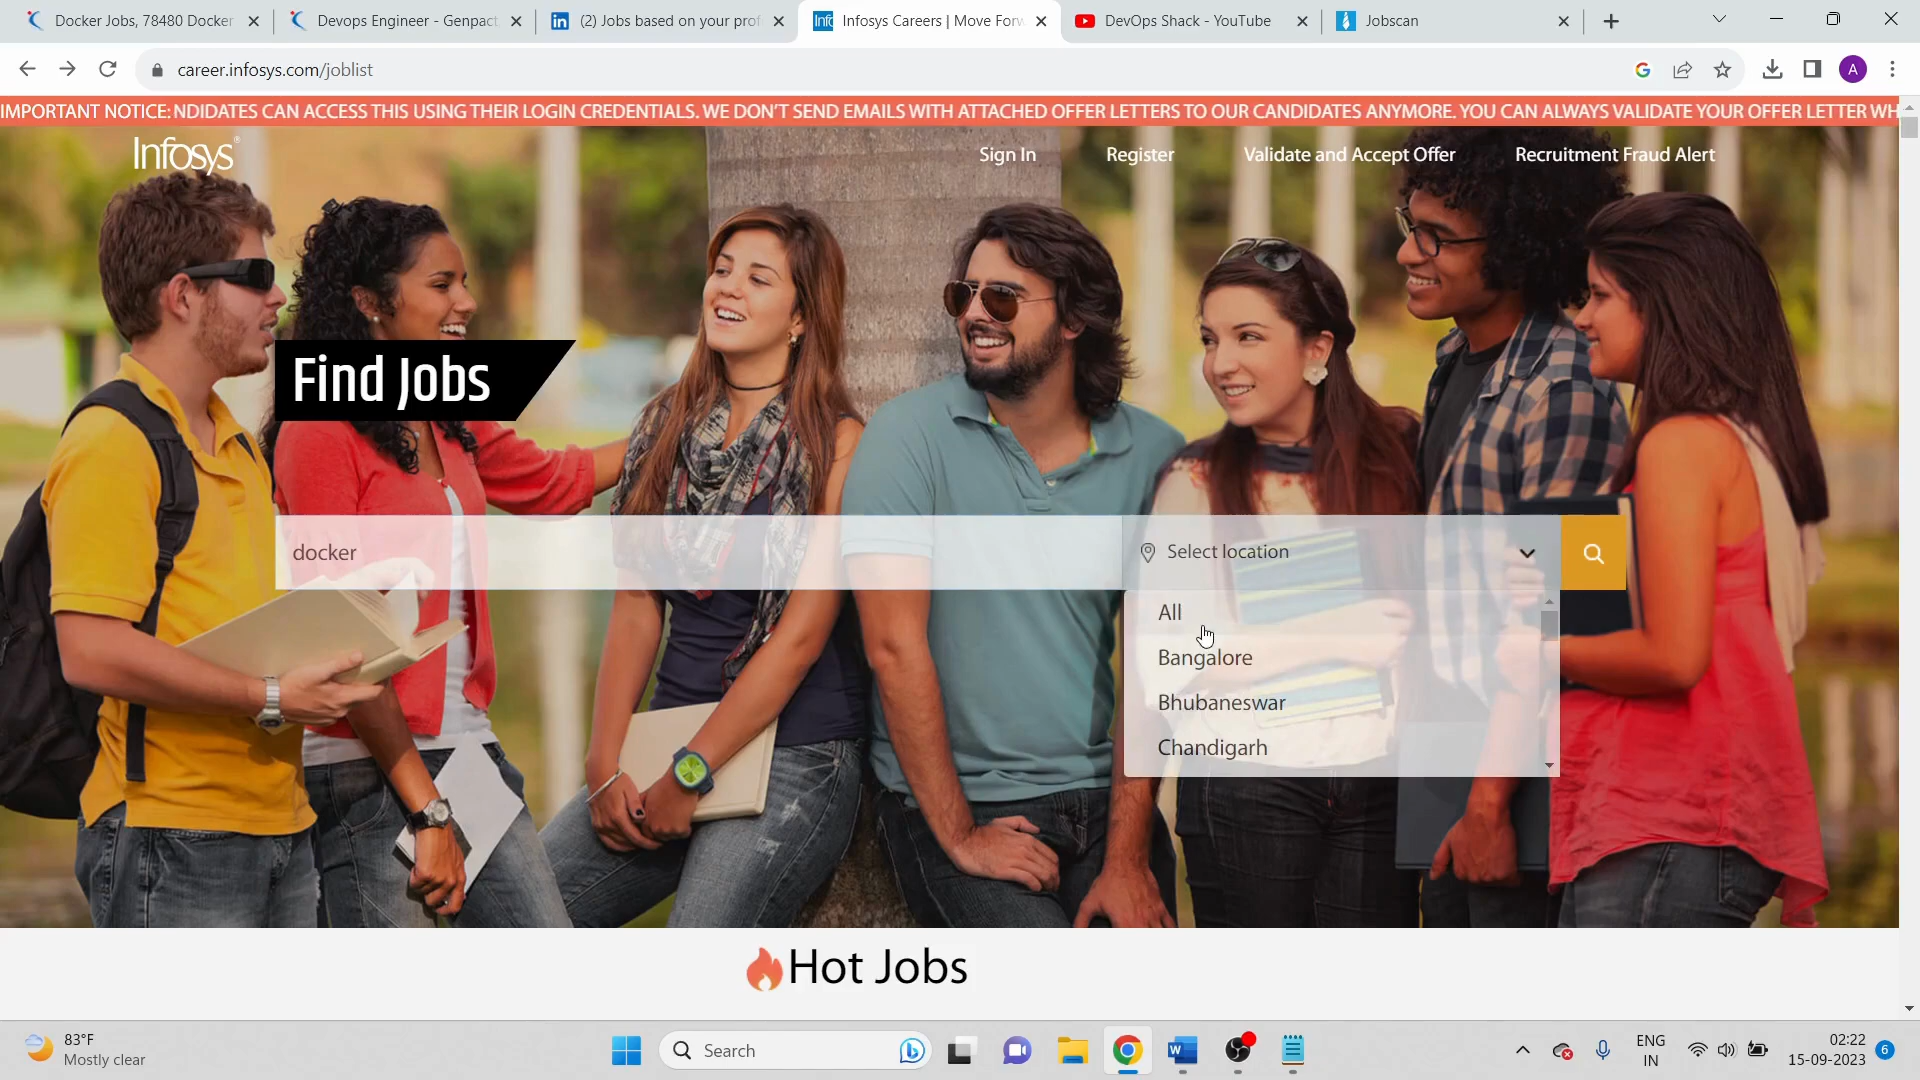 Docker Jobs, 78480 Docker
Devops Engineer - Genpact
(2) Jobs based on your prof
Infosys Careers | Move Forw
DevOps Shack - YouTube
Jobscan
career.infosys.com/joblist
A
IMPORTANT NOTICE: NDIDATES CAN ACCESS THIS USING THEIR LOGIN CREDENTIALS. WE DON'T SEND EMAILS WITH ATTACHED OFFER LETTERS TO OUR CANDIDATES ANYMORE. YOU CAN ALWAYS VALIDATE YOUR OFFER LETTER WH
Infosys
Sign In
Register
Validate and Accept Offer
Recruitment Fraud Alert
Find Jobs
docker
Select location
All
Bangalore
Bhubaneswar
Chandigarh
Hot Jobs
83°F
Mostly clear
Search
ENG
IN
02:22
15-09-2023
6